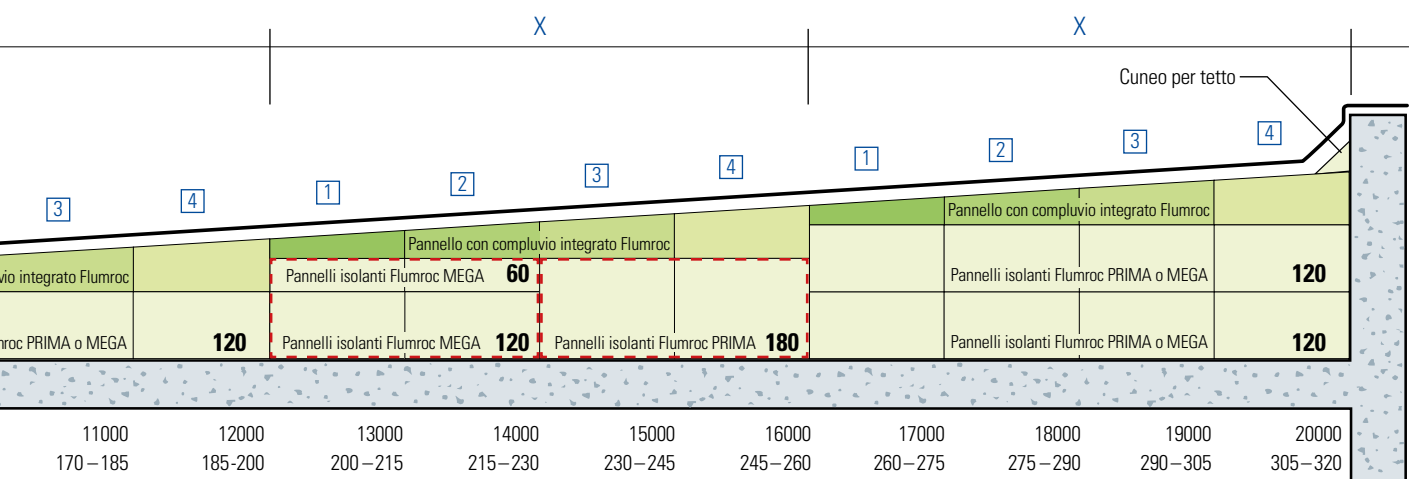 X X
Cuneo per tetto
3 4 1 2 3 4 1 2 3 4
Pannello con compluvio integrato Flumroc
Pannello con compluvio integrato Flumroc
integrato Flumroc
Pannelli isolanti Flumroc MEGA 60
Pannelli isolanti Flumroc PRIMA o MEGA 120
PRIMA o MEGA 120
Pannelli isolanti Flumroc MEGA 120
Pannelli isolanti Flumroc PRIMA 180
Pannelli isolanti Flumroc PRIMA o MEGA 120
11000 12000 13000 14000 15000 16000 17000 18000 19000 20000
170–185 185-200 200–215 215–230 230–245 245–260 260–275 275–290 290–305 305–320